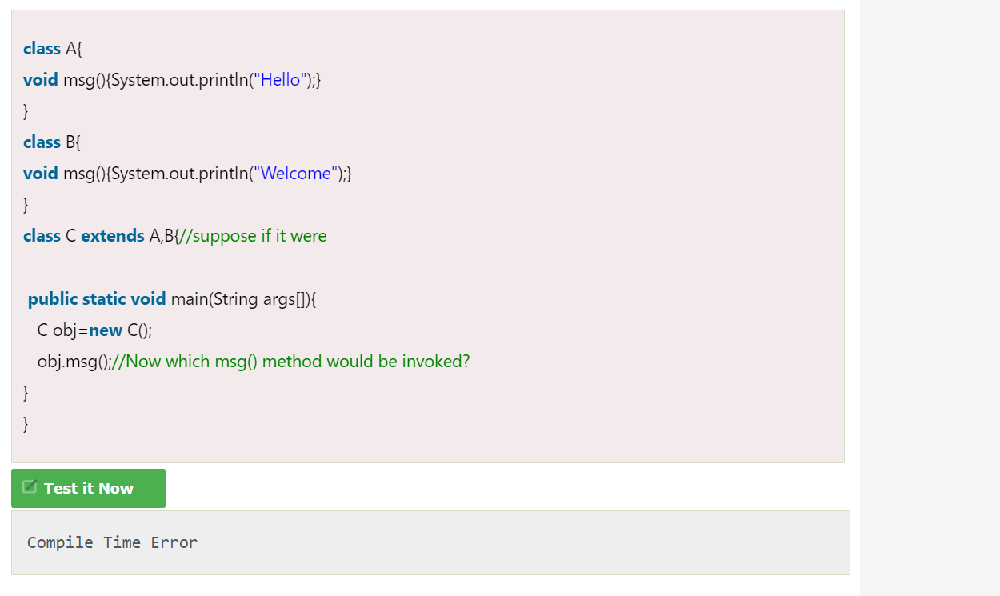 class A{
void msg(){System.out.println("Hello");}
}
class B{
void msg(){System.out.println("Welcome");}
}
class C extends A,B{//suppose if it were
public static void main(String args[]){
C obj=new C();
obj.msg();//Now which msg() method would be invoked?
}
}
Test it Now
Compile Time Error